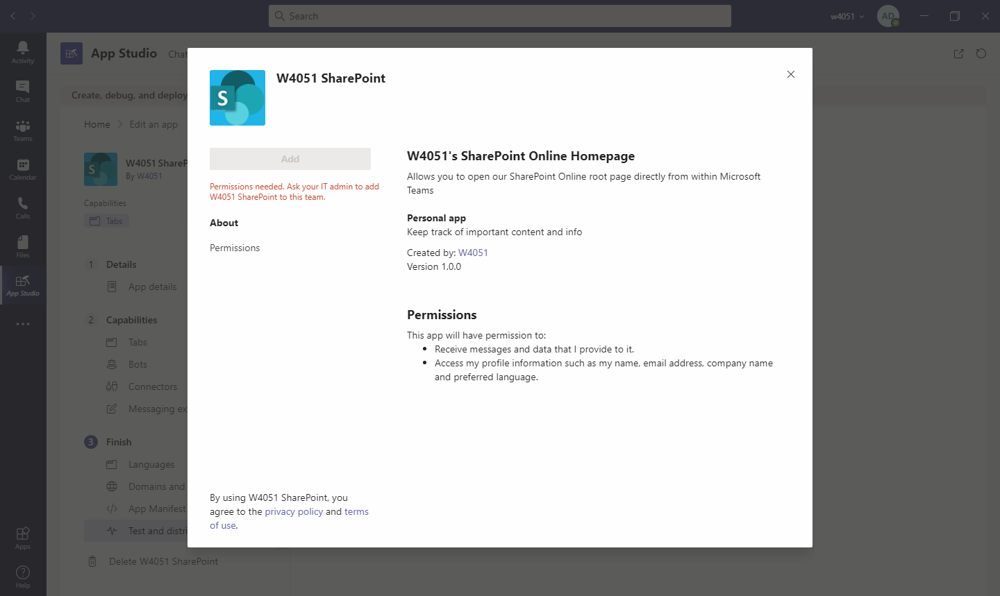 Search
w4051
AD
Activity
Chat
Teams
Calendar
Calls
Files
App Studio
Apps
Help
App Studio
Chat
Create, debug, and deploy
Home
Edit an app
S
W4051 ShareP
By W4051
Capabilities
Tabs
1 Details
App details
2 Capabilities
Tabs
Bots
Connectors
Messaging ex
3 Finish
Languages
Domains and
App Manifest
Test and distri
Delete W4051 SharePoint
S
W4051 SharePoint
Add
Permissions needed. Ask your IT admin to add
W4051 SharePoint to this team.
About
Permissions
By using W4051 SharePoint, you
agree to the privacy policy and terms
of use.
W4051's SharePoint Online Homepage
Allows you to open our SharePoint Online root page directly from within Microsoft
Teams
Personal app
Keep track of important content and info
Created by: W4051
Version 1.0.0
Permissions
This app will have permission to:
Receive messages and data that I provide to it.
Access my profile information such as my name, email address, company name
and preferred language.